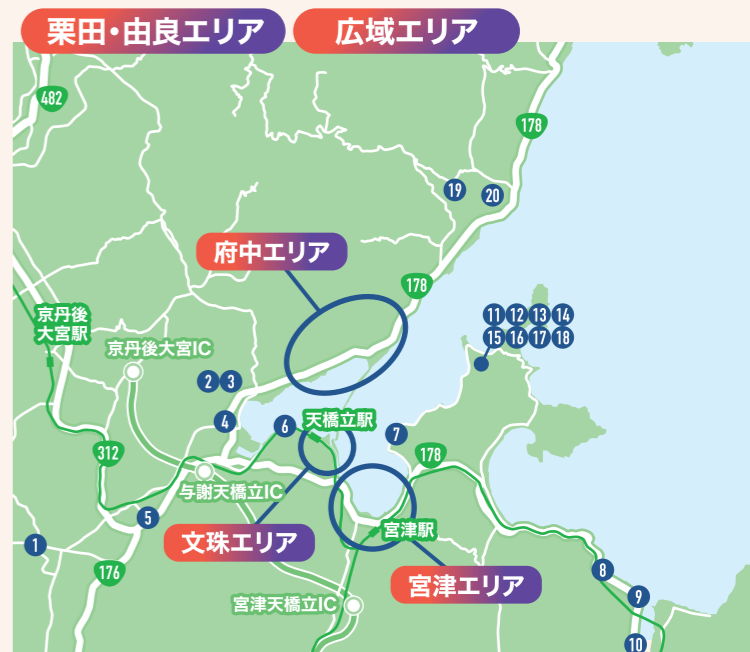 栗田・由良エリア
広域エリア
482
178
19
20
府中エリア
178
京丹後
大宮駅
京丹後大宮IC
11 12 13 14
15 16 17 18
2 3
4
6
天橋立駅
7
312
178
与謝天橋立IC
5
宮津駅
1
文珠エリア
176
宮津エリア
8
宮津天橋立IC
9
10